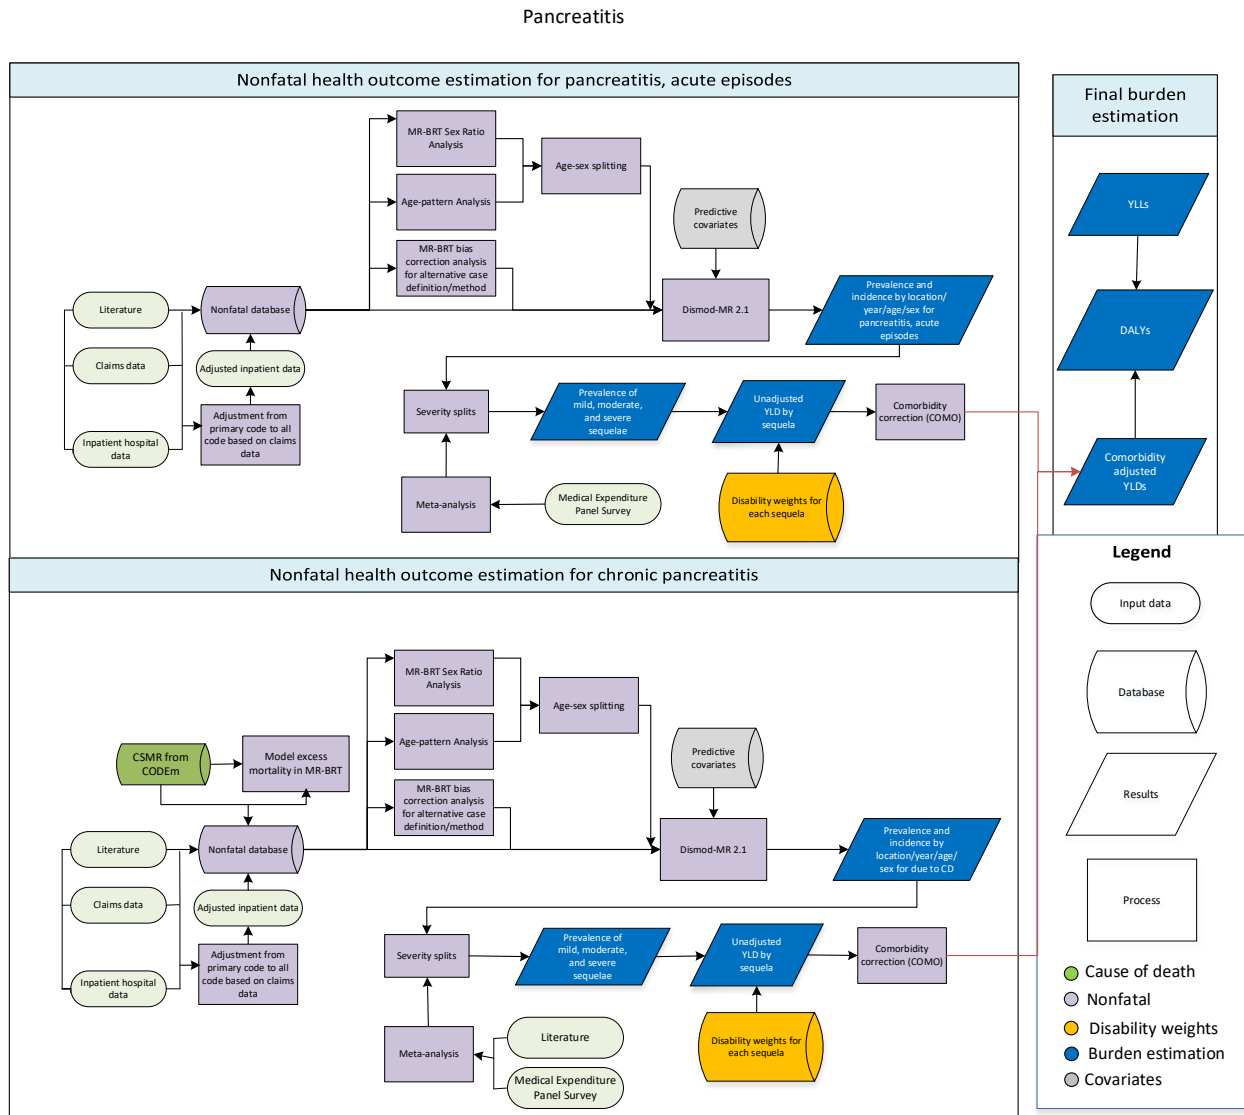 Pancreatitis
Nonfatal health outcome estimation for pancreatitis, acute episodes
MR-BRT Sex Ratio
Analysis
Age-sex splitting
Age-pattern Analysis
Predictive
covariates
MR-BRT bias
correction analysis
for alternative case
definition/method
Literature
Nonfatal database
Dismod-MR 2.1
Prevalence and
incidence by location/
year/age/sex for
pancreatitis, acute
episodes
Claims data
Adjusted inpatient data
Inpatient hospital
data
Adjustment from
primary code to all
code based on claims
data
Severity splits
Prevalence of
mild, moderate,
and severe
sequelae
Unadjusted
YLD by
sequela
Comorbidity
correction (COMO)
Meta-analysis
Medical Expenditure
Panel Survey
Disability weights
for each sequela
Final burden
estimation
YLLs
DALYs
Comorbidity
adjusted
YLDs
Nonfatal health outcome estimation for chronic pancreatitis
MR-BRT Sex Ratio
Analysis
Age-sex splitting
Age-pattern Analysis
Predictive
covariates
CSMR from
CODEm
Model excess
mortality in MR-BRT
MR-BRT bias
correction analysis
for alternative case
definition/method
Literature
Nonfatal database
Dismod-MR 2.1
Prevalence and
incidence by
location/year/age/
sex for due to CD
Claims data
Adjusted inpatient data
Inpatient hospital
data
Adjustment from
primary code to all
code based on claims
data
Severity splits
Prevalence of
mild, moderate,
and severe
sequelae
Unadjusted
YLD by
sequela
Comorbidity
correction (COMO)
Meta-analysis
Literature
Medical Expenditure
Panel Survey
Disability weights for
each sequela
Legend
Input data
Database
Results
Process
Cause of death
Nonfatal
Disability weights
Burden estimation
Covariates